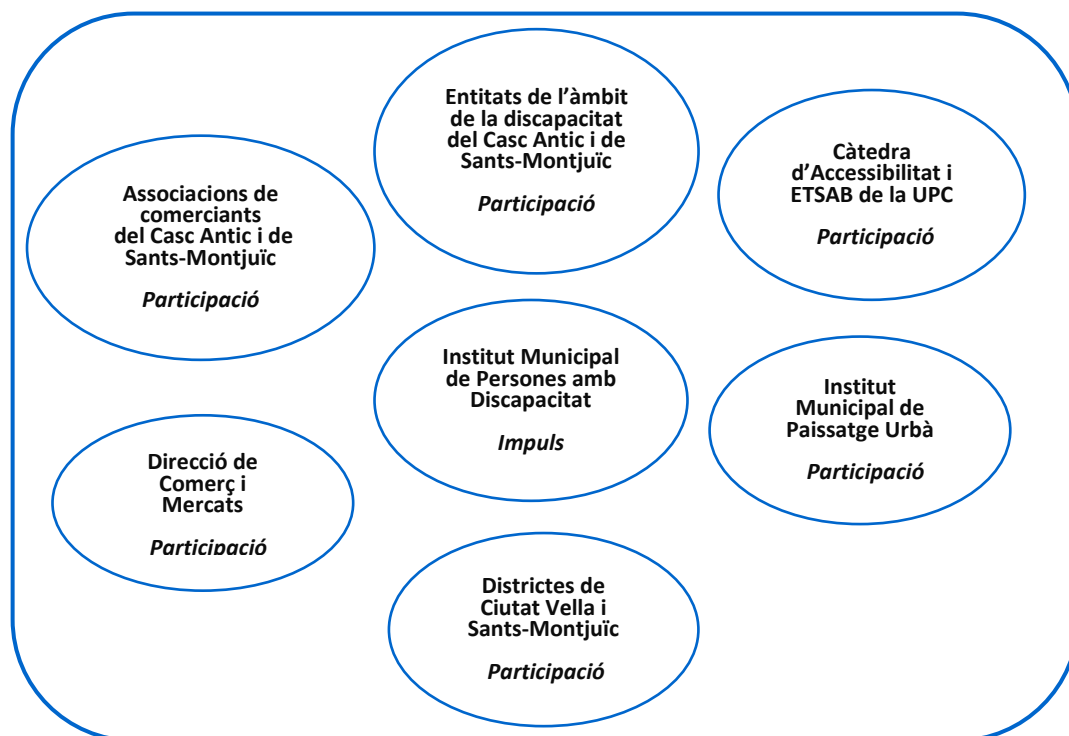 Entitats de l’àmbit
de la discapacitat
del Casc Antic i de
Sants-Montjuïc
Participació
Càtedra
d’Accessibilitat i
ETSAB de la UPC
Participació
Associacions de
comerciants
del Casc Antic i de
Sants-Montjuïc
Participació
Institut Municipal
de Persones amb
Discapacitat
Impuls
Institut
Municipal de
Paissatge Urbà
Participació
Direcció de
Comerç i
Mercats
Participació
Districtes de
Ciutat Vella i
Sants-Montjuïc
Participació